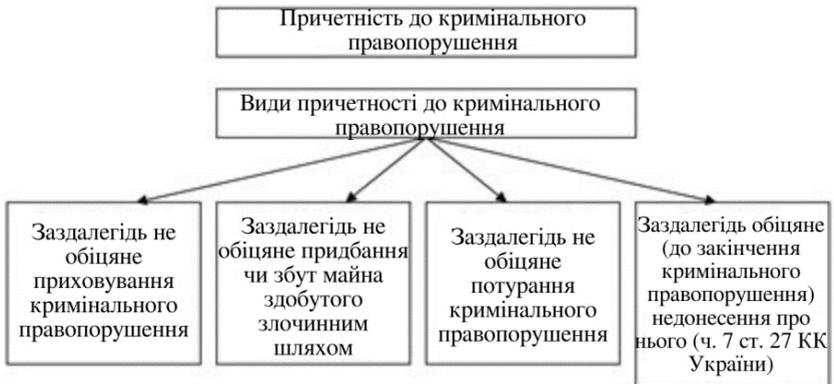 Причетність до кримінального
правопорушення
Види причетності до кримінального
правопорушення
Заздалегідь не
обіцяне
приховування
кримінального
правопорушення
Заздалегідь не
обіцяне придбання
чи збут майна
здобутого
злочинним
шляхом
Заздалегідь не
обіцяне
потурання
кримінального
правопорушення
Заздалегідь обіцяне
(до закінчення
кримінального
правопорушення)
недонесення про
нього (ч. 7 ст. 27 КК
України)